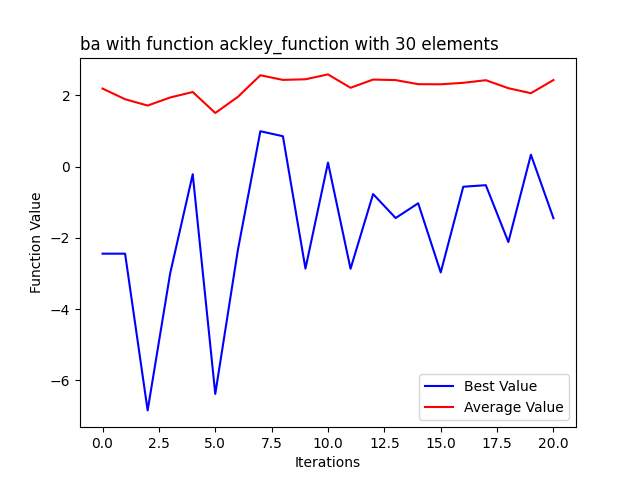 ba with function ackley_function with 30 elements
Function Value
2
0
−2
−4
−6
0.0 2.5 5.0 7.5 10.0 12.5 15.0 17.5 20.0
Iterations
Best Value
Average Value